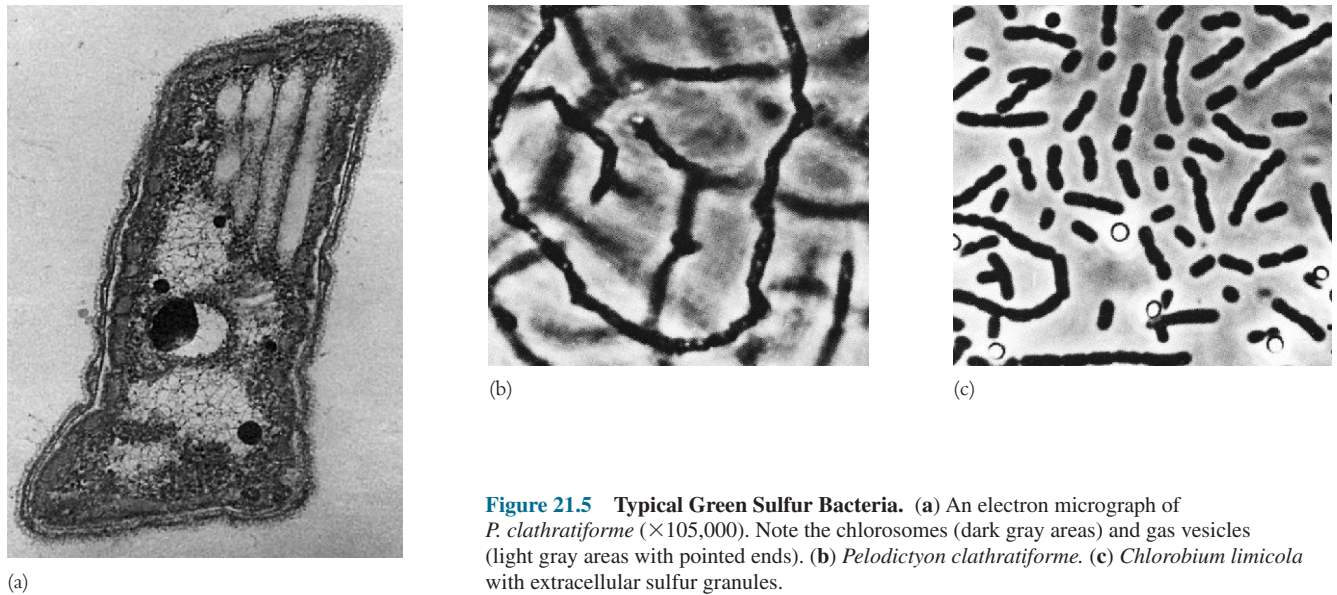 (a)
(b)
(c)
Figure 21.5 Typical Green Sulfur Bacteria. (a) An electron micrograph of
P. clathratiforme (×105,000). Note the chlorosomes (dark gray areas) and gas vesicles
(light gray areas with pointed ends). (b) Pelodictyon clathratiforme. (c) Chlorobium limicola
with extracellular sulfur granules.